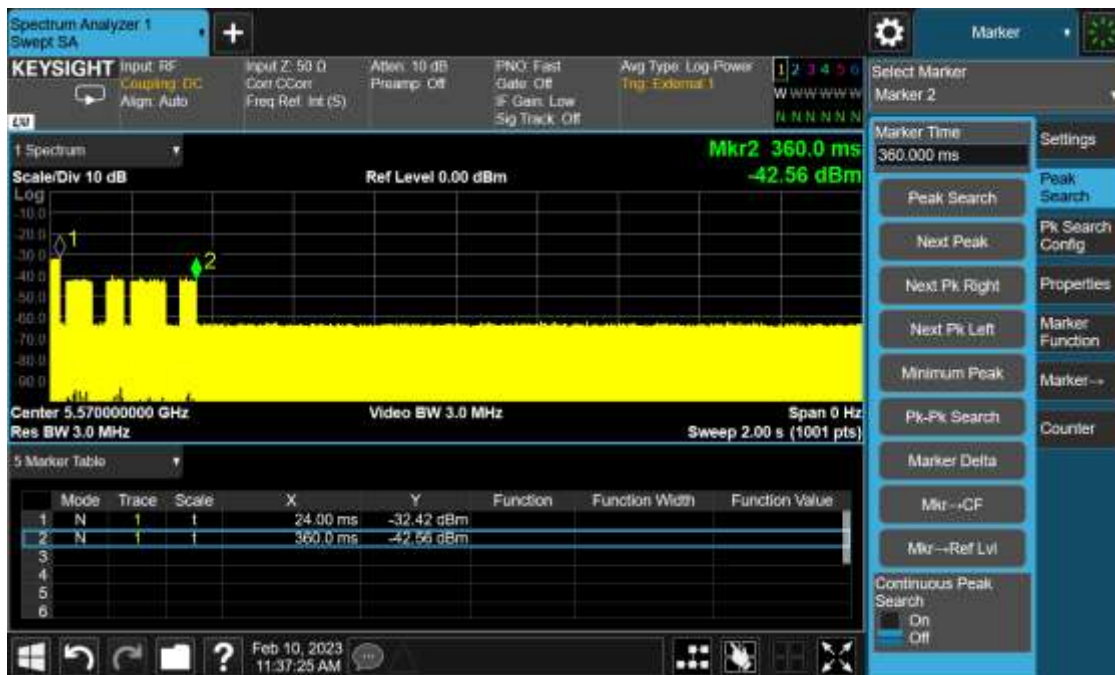 Spectrum Analyzer 1
Swept SA
+
Marker
KEYSIGHT
Input: RF
Coupling: DC
Align: Auto
Input Z: 50 Ω
Corr CCorr
Freq Ref: Int (S)
Atten: 10 dB
Preamp: Off
PNO: Fast
Gate: Off
IF Gain: Low
Sig Track: Off
Avg Type: Log-Power
Trig: External 1
1 2 3 4 5 6
W W W W W W
N N N N N N
Select Marker
Marker 2
Marker Time
360.000 ms
Settings
Peak Search
Next Peak
Next Pk Right
Next Pk Left
Minimum Peak
Pk-Pk Search
Marker Delta
Mkr→CF
Mkr→Ref Lvl
Continuous Peak
Search
On
Off
Peak
Search
Pk Search
Config
Properties
Marker
Function
Marker→
Counter
1 Spectrum
Mkr2 360.0 ms
Scale/Div 10 dB
Ref Level 0.00 dBm
-42.56 dBm
Log
-10.0
-20.0
-30.0
-40.0
-50.0
-60.0
-70.0
-80.0
-90.0
1
2
Center 5.570000000 GHz
Video BW 3.0 MHz
Span 0 Hz
Res BW 3.0 MHz
Sweep 2.00 s (1001 pts)
5 Marker Table
Mode Trace Scale X Y Function Function Width Function Value
1 N 1 t 24.00 ms -32.42 dBm
2 N 1 t 360.0 ms -42.56 dBm
3
4
5
6
?
Feb 10, 2023
11:37:25 AM